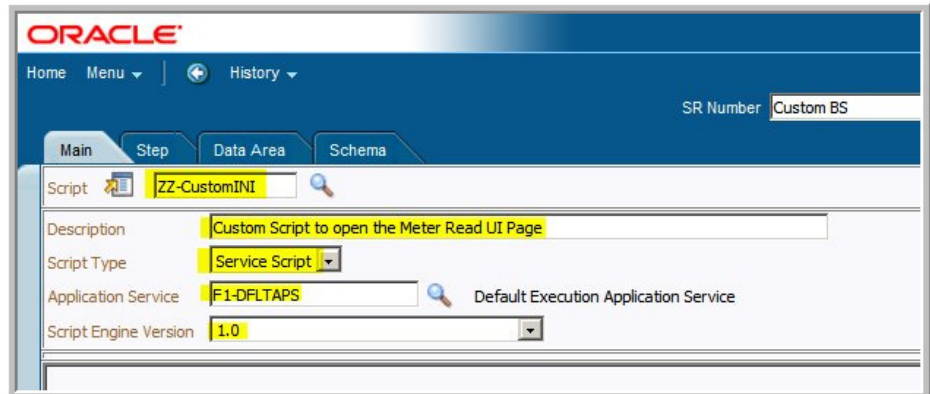 ORACLE
Home Menu History
SR Number Custom BS
Main Step Data Area Schema
Script ZZ-CustomINI
Description Custom Script to open the Meter Read UI Page
Script Type Service Script
Application Service F1-DFLTAPS Default Execution Application Service
Script Engine Version 1.0